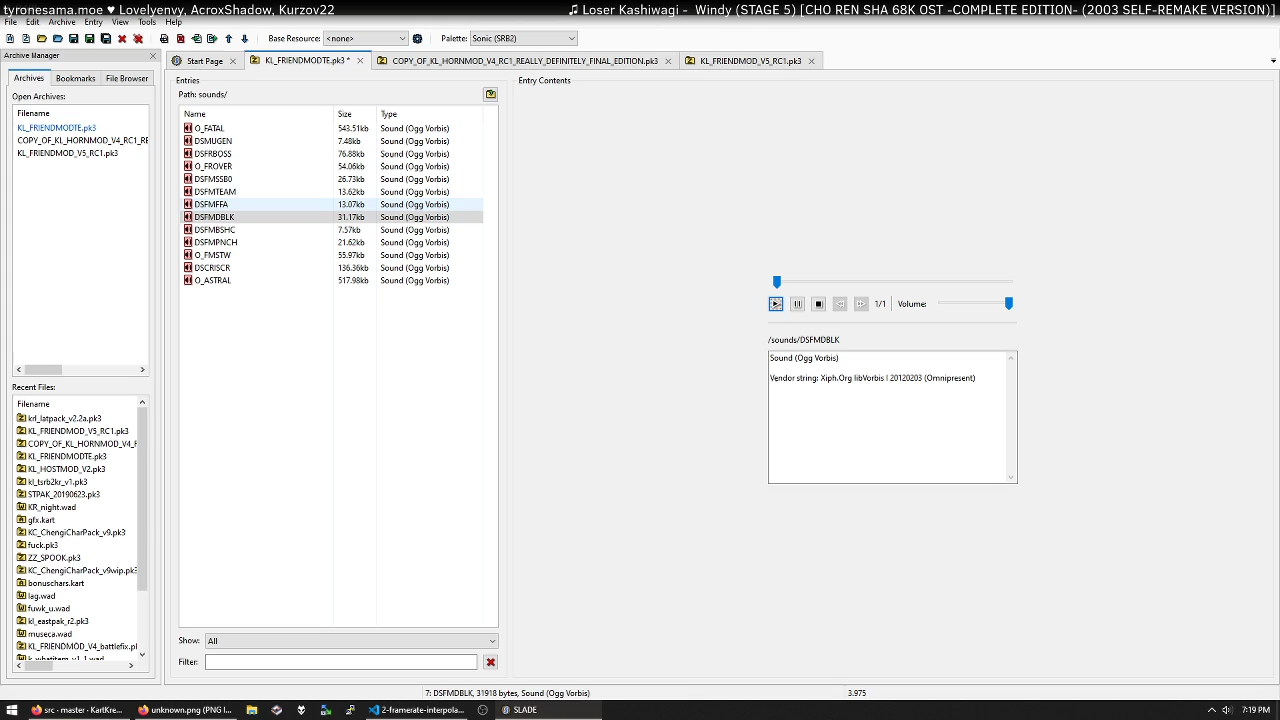 tyronesama.moe ♥ Lovelyenvy, AcroxShadow, Kurzov22
♫ Loser Kashiwagi - Windy (STAGE 5) [CHO REN SHA 68K OST -COMPLETE EDITION- (2003 SELF-REMAKE VERSION)]
File Edit Archive Entry View Tools Help
Base Resource: <none> Palette: Sonic (SRB2)
Archive Manager
Start Page KL_FRIENDMODTE.pk3 * COPY_OF_KL_HORNMOD_V4_RC1_REALLY_DEFINITELY_FINAL_EDITION.pk3 KL_FRIENDMOD_V5_RC1.pk3
Archives Bookmarks File Browser
Open Archives:
Filename
KL_FRIENDMODTE.pk3
COPY_OF_KL_HORNMOD_V4_RC1_RE
KL_FRIENDMOD_V5_RC1.pk3
Recent Files:
Filename
krl_latpack_v2.2a.pk3
KL_FRIENDMOD_V5_RC1.pk3
COPY_OF_KL_HORNMOD_V4_F
KL_FRIENDMODTE.pk3
KL_HOSTMOD_V2.pk3
kl_tsrb2kr_v1.pk3
STPAK_20190623.pk3
KR_night.wad
gfx.kart
KC_ChengiCharPack_v9.pk3
fuck.pk3
ZZ_SPOOK.pk3
KC_ChengiCharPack_v9wip.pk3
bonuschars.kart
lag.wad
fuwk_u.wad
kl_eastpak_r2.pk3
museca.wad
KL_FRIENDMOD_V4_battlefix.pl
k_whatitem_v1_1.wad
Entries
Path: sounds/
Name Size Type
O_FATAL 543.51kb Sound (Ogg Vorbis)
DSMUGEN 7.48kb Sound (Ogg Vorbis)
DSFRBOSS 76.88kb Sound (Ogg Vorbis)
O_FROVER 54.06kb Sound (Ogg Vorbis)
DSFMSSB0 26.73kb Sound (Ogg Vorbis)
DSFMTEAM 13.62kb Sound (Ogg Vorbis)
DSFMFFA 13.07kb Sound (Ogg Vorbis)
DSFMDBLK 31.17kb Sound (Ogg Vorbis)
DSFMBSHC 7.57kb Sound (Ogg Vorbis)
DSFMPNCH 21.62kb Sound (Ogg Vorbis)
O_FMSTW 55.97kb Sound (Ogg Vorbis)
DSCRISCR 136.36kb Sound (Ogg Vorbis)
O_ASTRAL 517.98kb Sound (Ogg Vorbis)
Show: All
Filter:
Entry Contents
1/1 Volume:
/sounds/DSFMDBLK
Sound (Ogg Vorbis)
Vendor string: Xiph.Org libVorbis I 20120203 (Omnipresent)
7: DSFMDBLK, 31918 bytes, Sound (Ogg Vorbis) 3.975
src - master - KartKre... unknown.png (PNG I... 2-framerate-interpola... SLADE 7:19 PM